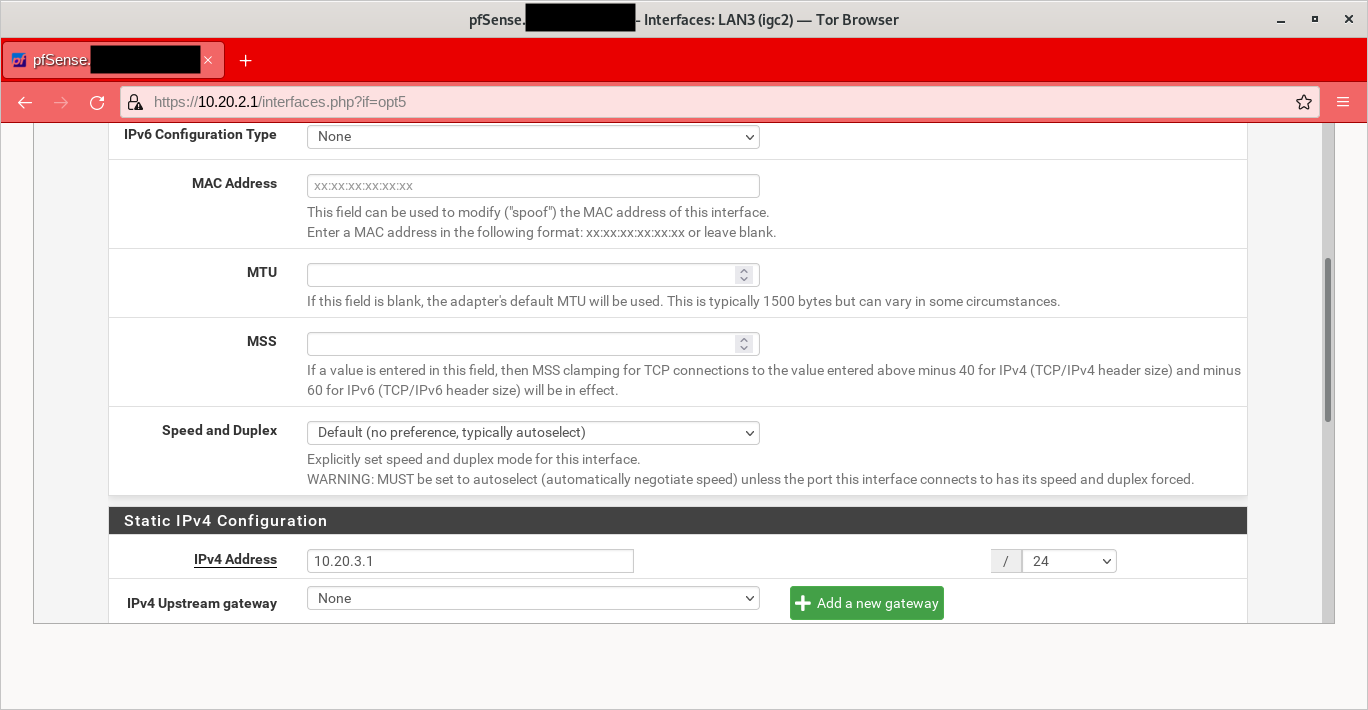 pfSense. - Interfaces: LAN3 (igc2) — Tor Browser
pfSense.
https://10.20.2.1/interfaces.php?if=opt5
IPv6 Configuration Type
None
MAC Address
xx:xx:xx:xx:xx:xx
This field can be used to modify ("spoof") the MAC address of this interface.
Enter a MAC address in the following format: xx:xx:xx:xx:xx:xx or leave blank.
MTU
If this field is blank, the adapter's default MTU will be used. This is typically 1500 bytes but can vary in some circumstances.
MSS
If a value is entered in this field, then MSS clamping for TCP connections to the value entered above minus 40 for IPv4 (TCP/IPv4 header size) and minus
60 for IPv6 (TCP/IPv6 header size) will be in effect.
Speed and Duplex
Default (no preference, typically autoselect)
Explicitly set speed and duplex mode for this interface.
WARNING: MUST be set to autoselect (automatically negotiate speed) unless the port this interface connects to has its speed and duplex forced.
Static IPv4 Configuration
IPv4 Address
10.20.3.1
/ 24
IPv4 Upstream gateway
None
Add a new gateway